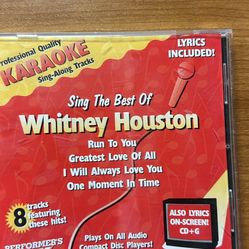 Professional Quality
KARAOKE
Sing-Along Tracks
LYRICS
INCLUDED!
Sing The Best Of
Whitney Houston
Run To You
Greatest Love Of All
I Will Always Love You
One Moment In Time
8 tracks
featuring
these hits!
ALSO LYRICS
ON-SCREEN!
CD+G
PERFORMER'S
Plays On All Audio
Compact Disc Players!